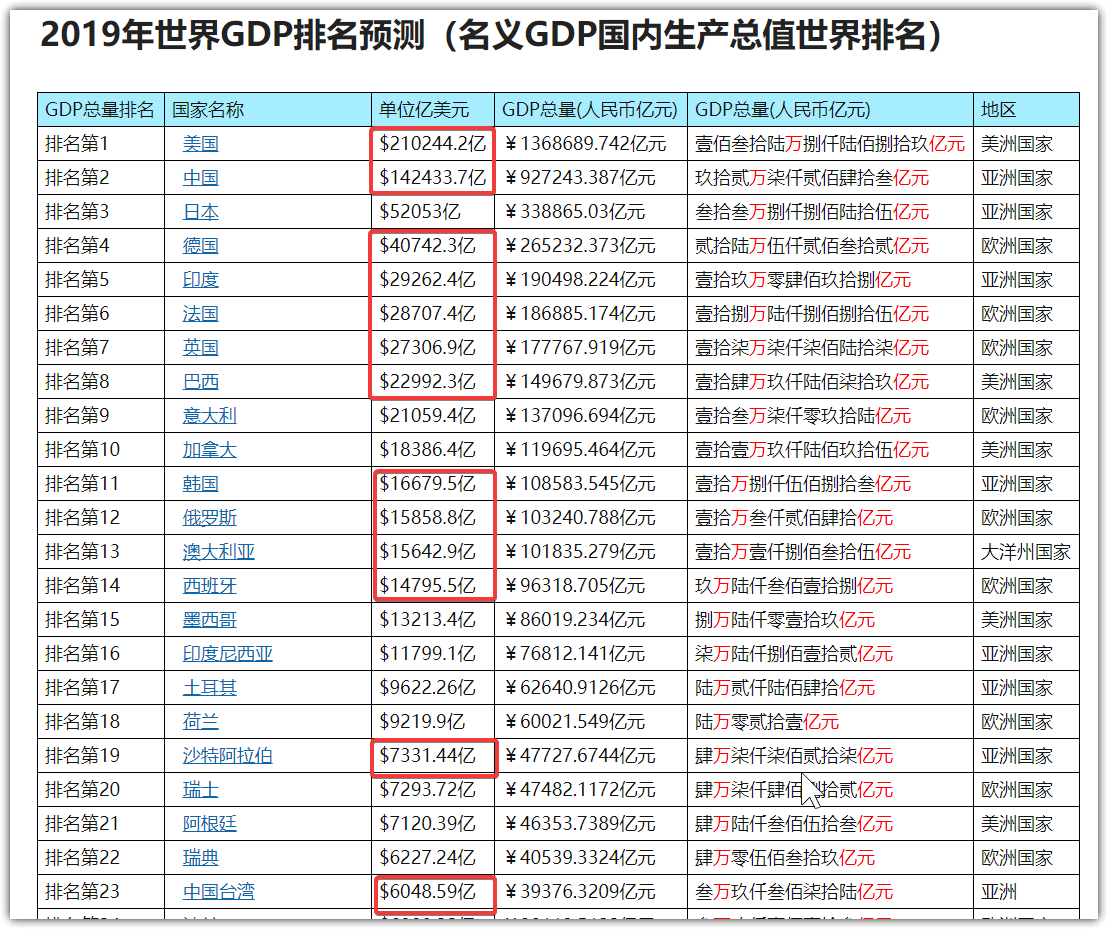 2019年世界GDP排名预测（名义GDP国内生产总值世界排名）
GDP总量排名 国家名称 单位亿美元 GDP总量(人民币亿元) GDP总量(人民币亿元) 地区
排名第1 美国 $210244.2亿 ￥1368689.742亿元 壹佰叁拾陆万捌仟陆佰捌拾玖亿元 美洲国家
排名第2 中国 $142433.7亿 ￥927243.387亿元 玖拾贰万柒仟贰佰肆拾叁亿元 亚洲国家
排名第3 日本 $52053亿 ￥338865.03亿元 叁拾叁万捌仟捌佰陆拾伍亿元 亚洲国家
排名第4 德国 $40742.3亿 ￥265232.373亿元 贰拾陆万伍仟贰佰叁拾贰亿元 欧洲国家
排名第5 印度 $29262.4亿 ￥190498.224亿元 壹拾玖万零肆佰玖拾捌亿元 亚洲国家
排名第6 法国 $28707.4亿 ￥186885.174亿元 壹拾捌万陆仟捌佰捌拾伍亿元 欧洲国家
排名第7 英国 $27306.9亿 ￥177767.919亿元 壹拾柒万柒仟柒佰陆拾柒亿元 欧洲国家
排名第8 巴西 $22992.3亿 ￥149679.873亿元 壹拾肆万玖仟陆佰柒拾玖亿元 美洲国家
排名第9 意大利 $21059.4亿 ￥137096.694亿元 壹拾叁万柒仟零玖拾陆亿元 欧洲国家
排名第10 加拿大 $18386.4亿 ￥119695.464亿元 壹拾壹万玖仟陆佰玖拾伍亿元 美洲国家
排名第11 韩国 $16679.5亿 ￥108583.545亿元 壹拾万捌仟伍佰捌拾叁亿元 亚洲国家
排名第12 俄罗斯 $15858.8亿 ￥103240.788亿元 壹拾万叁仟贰佰肆拾亿元 欧洲国家
排名第13 澳大利亚 $15642.9亿 ￥101835.279亿元 壹拾万壹仟捌佰叁拾伍亿元 大洋州国家
排名第14 西班牙 $14795.5亿 ￥96318.705亿元 玖万陆仟叁佰壹拾捌亿元 欧洲国家
排名第15 墨西哥 $13213.4亿 ￥86019.234亿元 捌万陆仟零壹拾玖亿元 美洲国家
排名第16 印度尼西亚 $11799.1亿 ￥76812.141亿元 柒万陆仟捌佰壹拾贰亿元 亚洲国家
排名第17 土耳其 $9622.26亿 ￥62640.9126亿元 陆万贰仟陆佰肆拾亿元 亚洲国家
排名第18 荷兰 $9219.9亿 ￥60021.549亿元 陆万零贰拾壹亿元 欧洲国家
排名第19 沙特阿拉伯 $7331.44亿 ￥47727.6744亿元 肆万柒仟柒佰贰拾柒亿元 亚洲国家
排名第20 瑞士 $7293.72亿 ￥47482.1172亿元 肆万柒仟肆佰拾贰亿元 欧洲国家
排名第21 阿根廷 $7120.39亿 ￥46353.7389亿元 肆万陆仟叁佰伍拾叁亿元 美洲国家
排名第22 瑞典 $6227.24亿 ￥40539.3324亿元 肆万零伍佰叁拾玖亿元 欧洲国家
排名第23 中国台湾 $6048.59亿 ￥39376.3209亿元 叁万玖仟叁佰柒拾陆亿元 亚洲